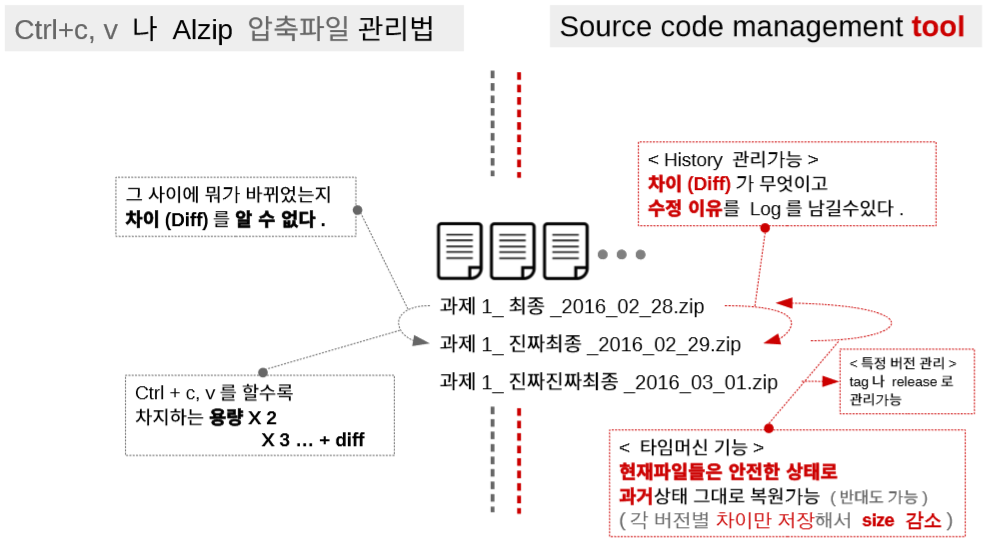 Ctrl+c, v 나 Alzip 압축파일 관리법
Source code management tool
그 사이에 뭐가 바뀌었는지
차이 (Diff) 를 알 수 없다 .
< History 관리가능 >
차이 (Diff) 가 무엇이고
수정 이유를 Log 를 남길수있다 .
과제 1_ 최종 _2016_02_28.zip
과제 1_ 진짜최종 _2016_02_29.zip
과제 1_ 진짜진짜최종 _2016_03_01.zip
Ctrl + c, v 를 할수록
차지하는 용량 X 2
X 3 ... + diff
< 특정 버전 관리 >
tag 나 release 로
관리가능
< 타임머신 기능 >
현재파일들은 안전한 상태로
과거상태 그대로 복원가능 ( 반대도 가능 )
( 각 버전별 차이만 저장해서 size 감소 )